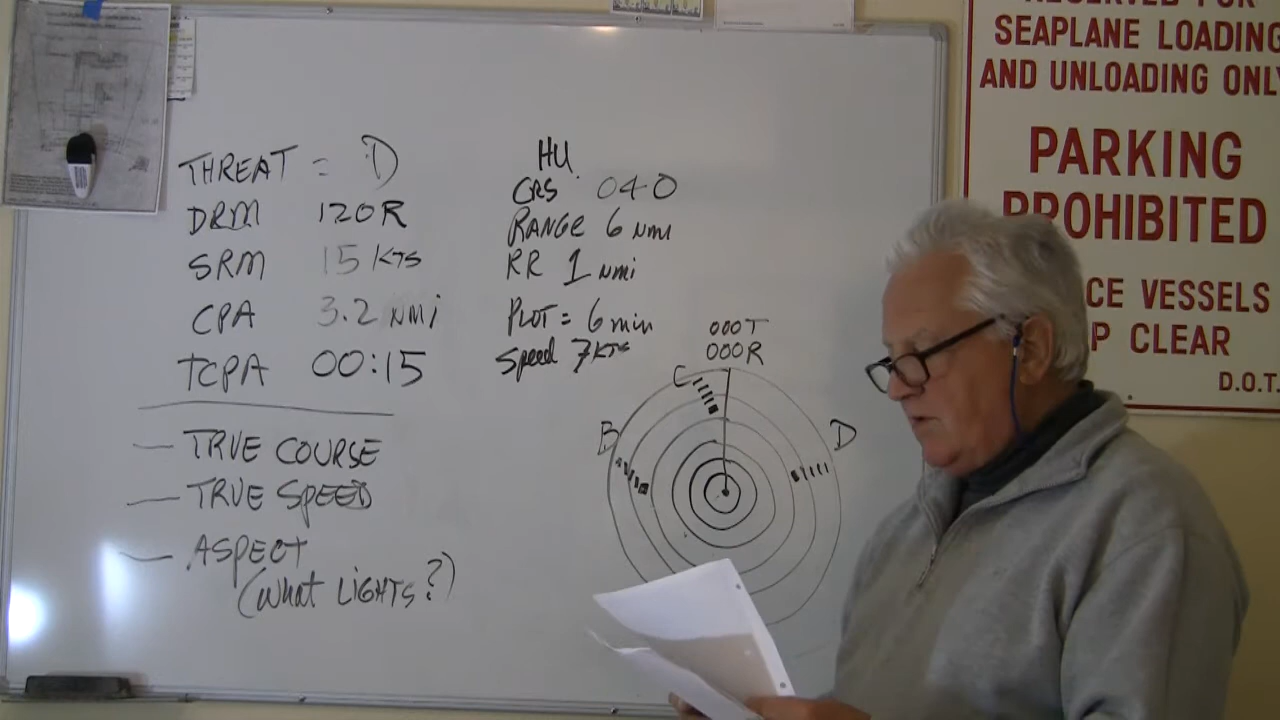 THREAT = D
DRM 120R
SRM 15 KTS
CPA 3.2 NMi
TCPA 00:15
— TRUE COURSE
— TRUE SPEED
— ASPECT
(WHAT LIGHTS?)
HU
CRS 040
RANGE 6 NMi
RR 1 NMi
PLOT = 6 min
Speed 7 KTS
000T
000R
C
B
D
SEAPLANE LOADING
AND UNLOADING ONLY
PARKING
PROHIBITED
CE VESSELS
P CLEAR
D.O.T.